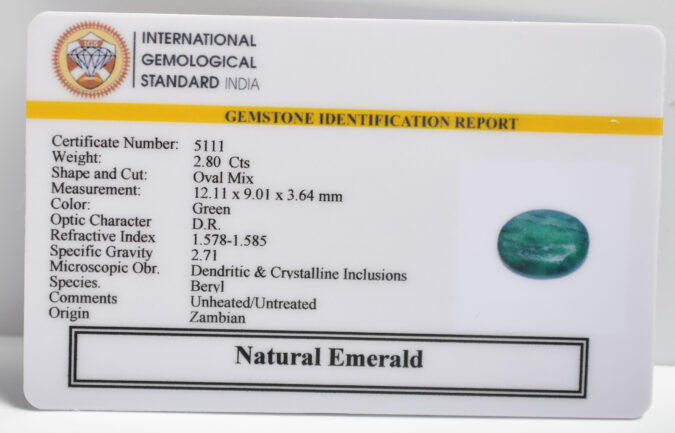 IGS
INTERNATIONAL
GEMOLOGICAL
STANDARD INDIA
GEMSTONE IDENTIFICATION REPORT
Certificate Number: 5111
Weight: 2.80 Cts
Shape and Cut: Oval Mix
Measurement: 12.11 x 9.01 x 3.64 mm
Color: Green
Optic Character D.R.
Refractive Index 1.578-1.585
Specific Gravity 2.71
Microscopic Obr. Dendritic & Crystalline Inclusions
Species. Beryl
Comments Unheated/Untreated
Origin Zambian
Natural Emerald